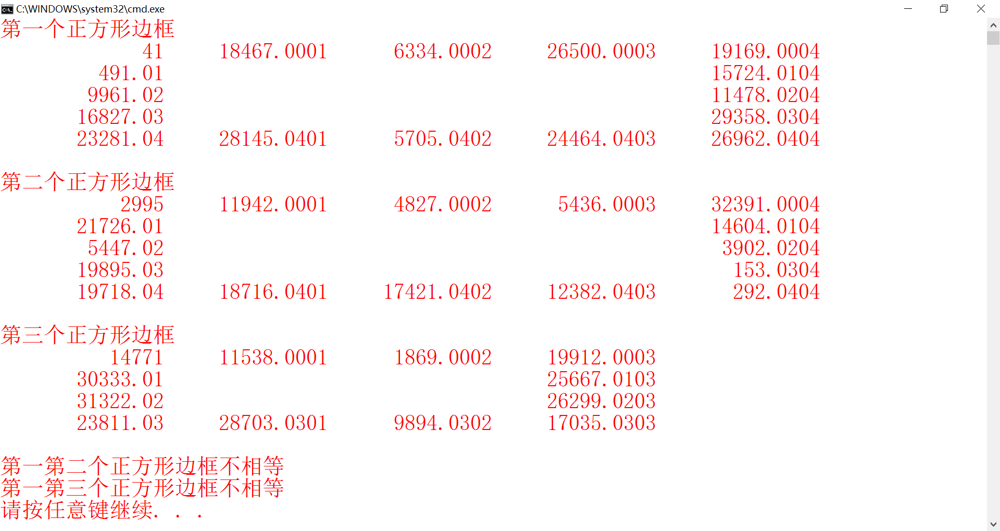 C:\WINDOWS\system32\cmd.exe
第一个正方形边框
41 18467.0001 6334.0002 26500.0003 19169.0004
491.01 15724.0104
9961.02 11478.0204
16827.03 29358.0304
23281.04 28145.0401 5705.0402 24464.0403 26962.0404
第二个正方形边框
2995 11942.0001 4827.0002 5436.0003 32391.0004
21726.01 14604.0104
5447.02 3902.0204
19895.03 153.0304
19718.04 18716.0401 17421.0402 12382.0403 292.0404
第三个正方形边框
14771 11538.0001 1869.0002 19912.0003
30333.01 25667.0103
31322.02 26299.0203
23811.03 28703.0301 9894.0302 17035.0303
第一第二个正方形边框不相等
第一第三个正方形边框不相等
请按任意键继续. . .